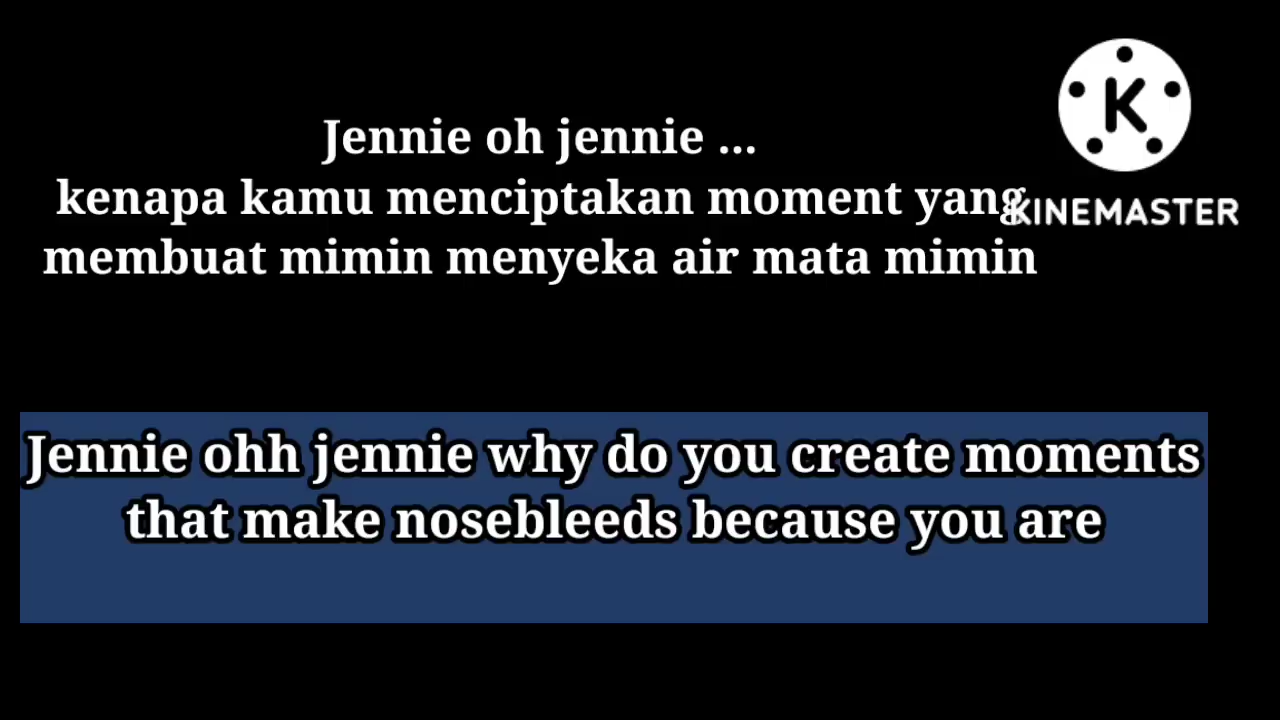 Jennie oh jennie ...
kenapa kamu menciptakan moment yang
membuat mimin menyeka air mata mimin
K
KINEMASTER
Jennie ohh jennie why do you create moments
that make nosebleeds because you are